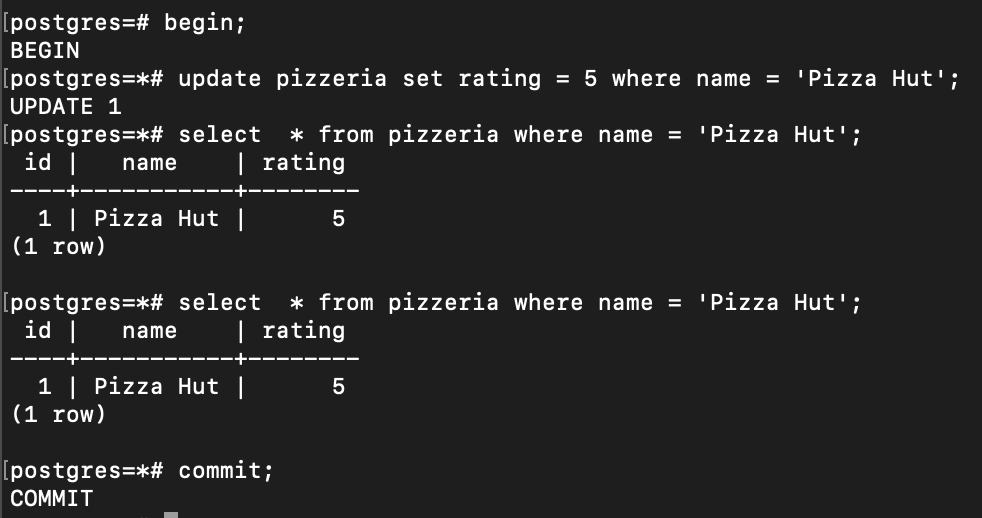 [postgres=# begin;
BEGIN
[postgres=*# update pizzeria set rating = 5 where name = 'Pizza Hut';
UPDATE 1
[postgres=*# select  * from pizzeria where name = 'Pizza Hut';
 id |   name    | rating
----+-----------+--------
  1 | Pizza Hut |      5
(1 row)

[postgres=*# select  * from pizzeria where name = 'Pizza Hut';
 id |   name    | rating
----+-----------+--------
  1 | Pizza Hut |      5
(1 row)

[postgres=*# commit;
COMMIT